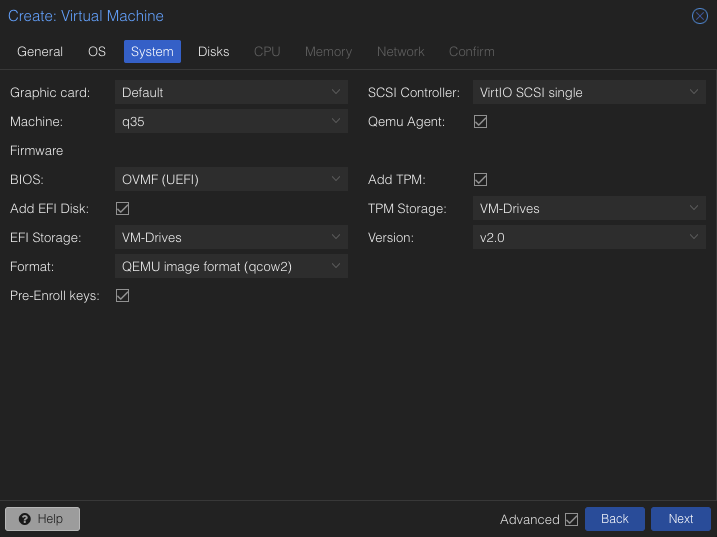 Create: Virtual Machine
General OS System Disks CPU Memory Network Confirm
Graphic card: Default SCSI Controller: VirtIO SCSI single
Machine: q35 Qemu Agent:
Firmware
BIOS: OVMF (UEFI) Add TPM:
Add EFI Disk: TPM Storage: VM-Drives
EFI Storage: VM-Drives Version: v2.0
Format: QEMU image format (qcow2)
Pre-Enroll keys:
Help Advanced Back Next